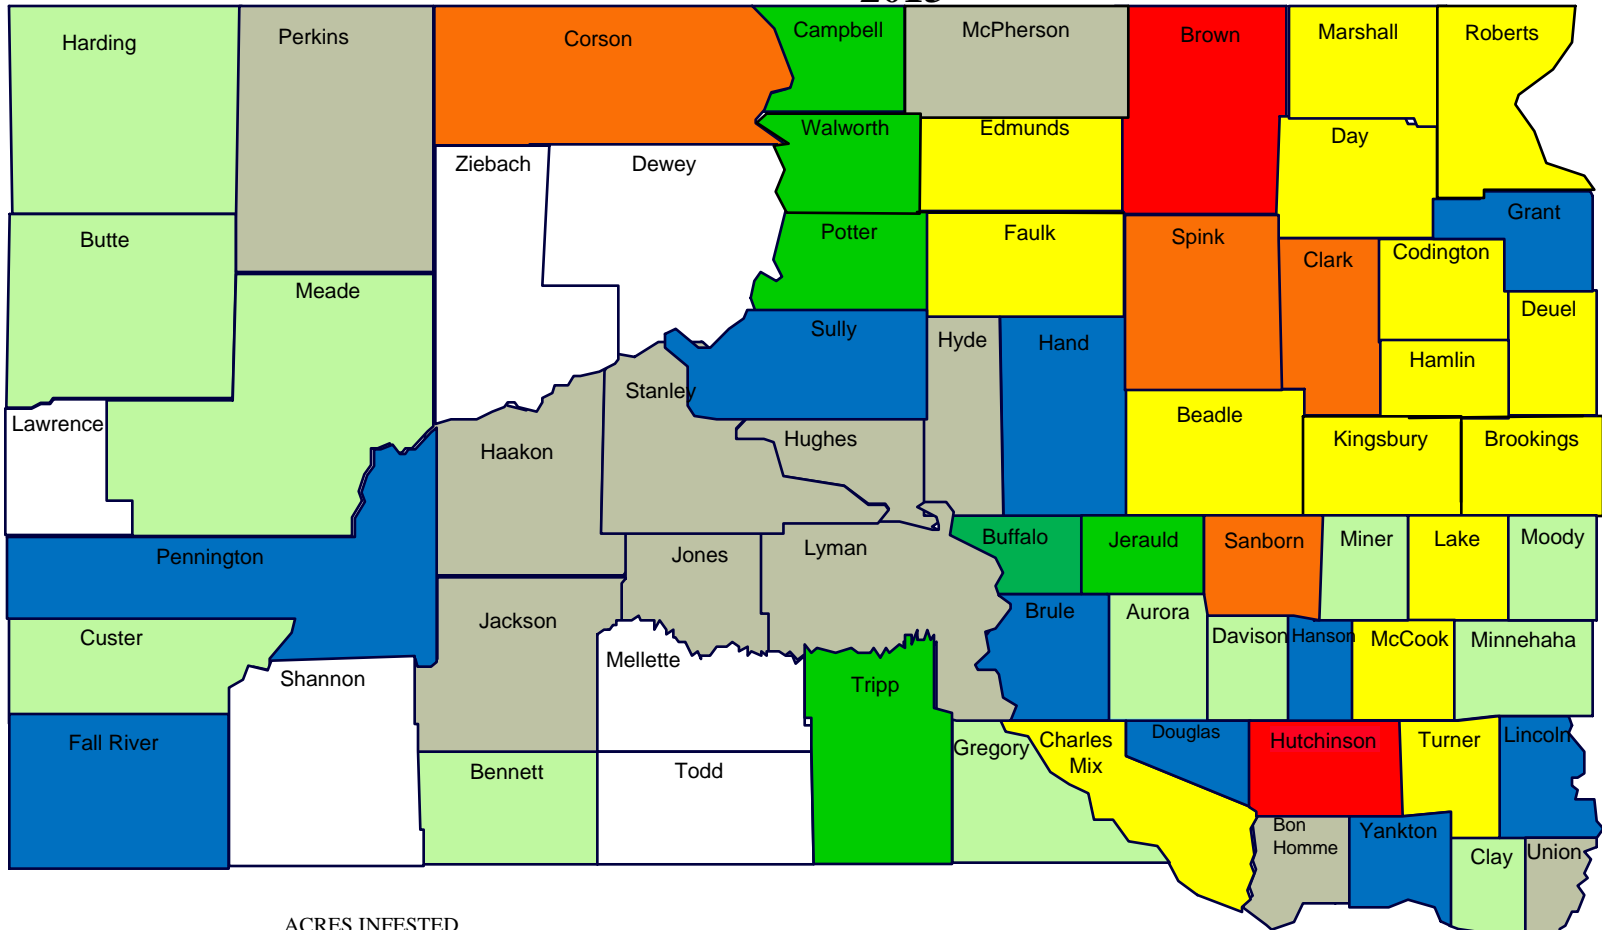 Harding
Perkins
Corson
Campbell
McPherson
Brown
Marshall
Roberts
Butte
Meade
Ziebach
Dewey
Walworth
Edmunds
Day
Grant
Potter
Faulk
Spink
Clark
Codington
Deuel
Lawrence
Haakon
Stanley
Sully
Hyde
Hand
Hamlin
Hughes
Beadle
Kingsbury
Brookings
Pennington
Jones
Lyman
Buffalo
Jerauld
Sanborn
Miner
Lake
Moody
Custer
Jackson
Mellette
Brule
Aurora
Davison
Hanson
McCook
Minnehaha
Shannon
Tripp
Fall River
Bennett
Todd
Gregory
Charles
Mix
Douglas
Hutchinson
Turner
Lincoln
Bon
Homme
Yankton
Clay
Union
ACRES INFESTED